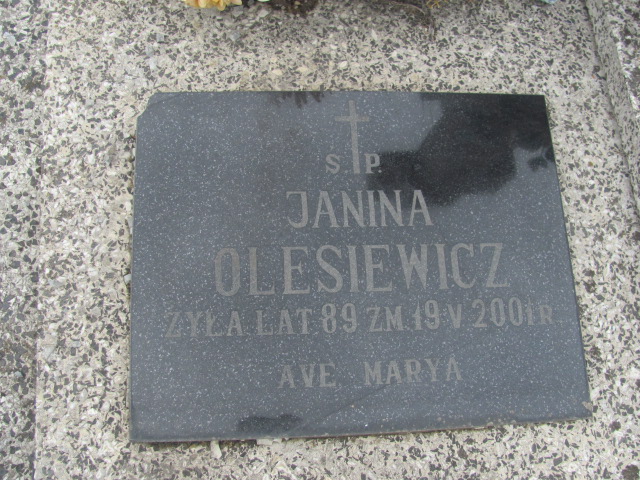 Ś P.
JANINA
OLESIEWICZ
ŻYŁA LAT 89 ZM. 19 V 2001 R
AVE MARYA